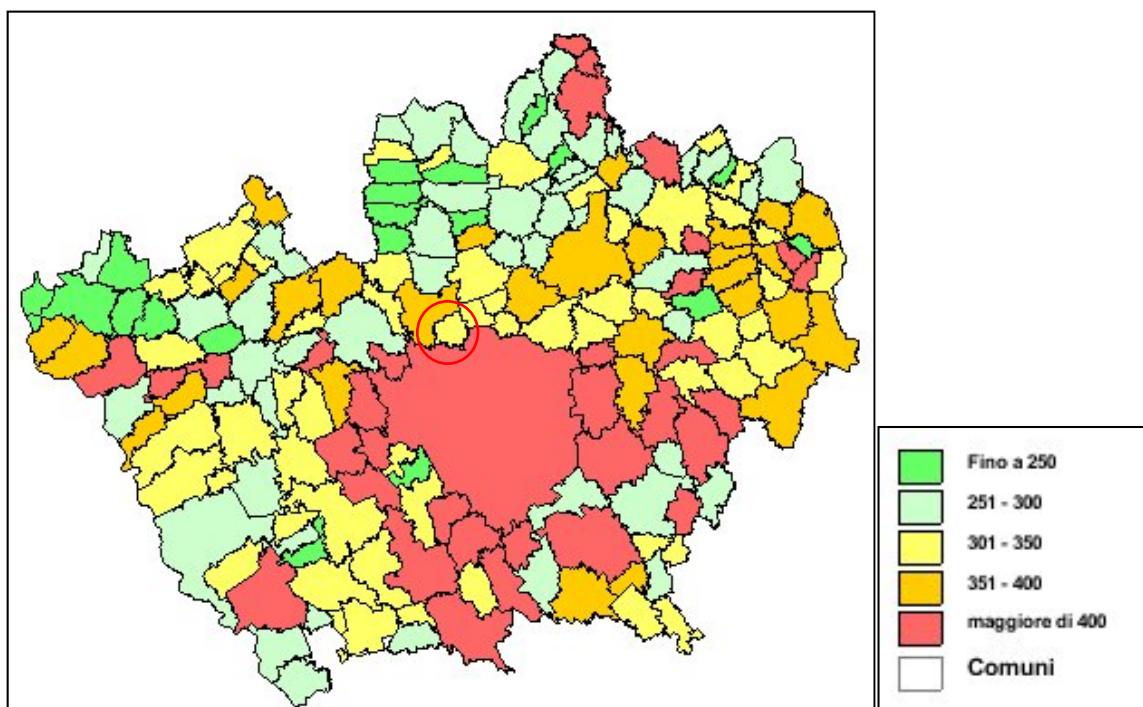 Fino a 250
251 - 300
301 - 350
351 - 400
maggiore di 400
Comuni